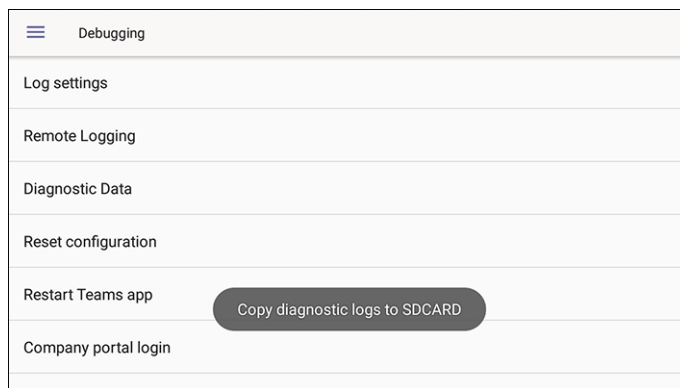 Debugging
Log settings
Remote Logging
Diagnostic Data
Reset configuration
Restart Teams app
Copy diagnostic logs to SDCARD
Company portal login